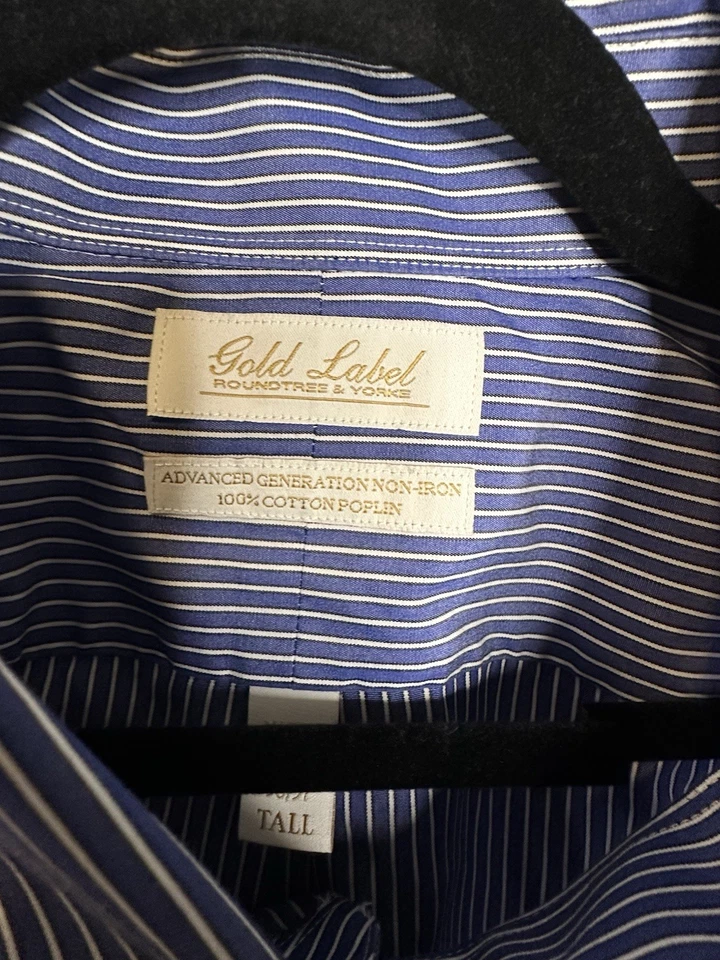 Gold Label
ROUNDTREE & YORKE
ADVANCED GENERATION NON-IRON
100% COTTON POPLIN
TALL